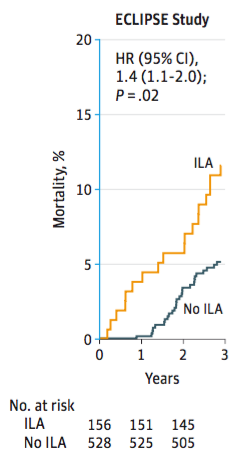 ECLIPSE Study
20
HR (95% CI),
1.4 (1.1-2.0);
P = .02
15
ILA
Mortality, %
10
5
No ILA
0
0 1 2 3
Years
No. at risk
ILA 156 151 145
No ILA 528 525 505